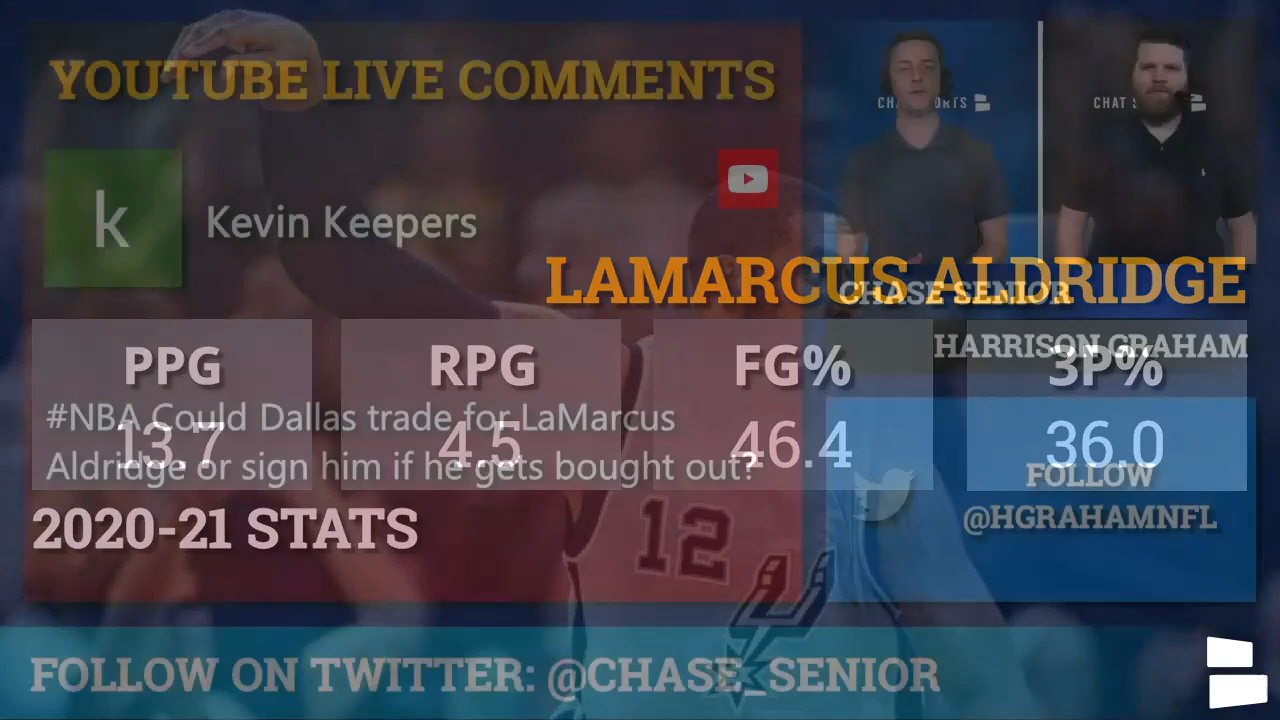 YOUTUBE LIVE COMMENTS
k
Kevin Keepers
#NBA Could Dallas trade for LaMarcus
Aldridge or sign him if he gets bought out?
LAMARCUS ALDRIDGE
PPG
13.7
RPG
4.5
FG%
46.4
3P%
36.0
2020-21 STATS
12
CHAT
CHASE SENIOR
HARRISON GRAHAM
FOLLOW
@HGRAHAMNFL
FOLLOW ON TWITTER: @CHASE_SENIOR